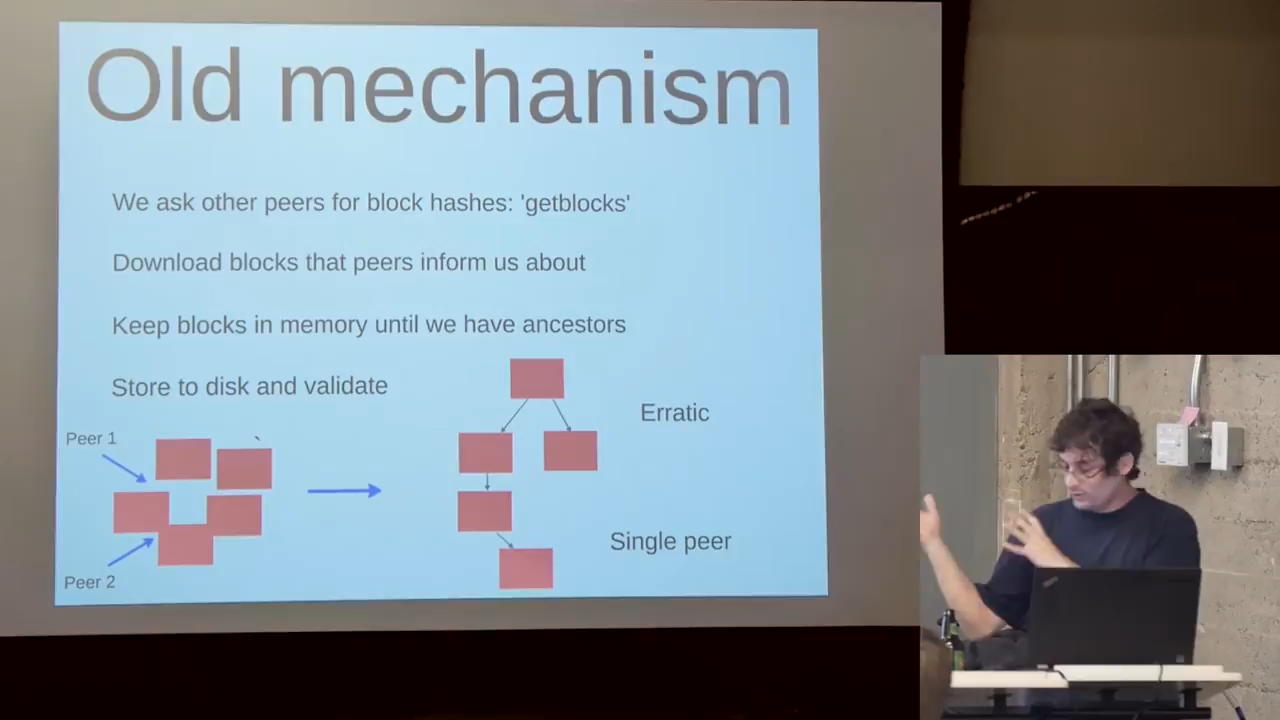 Old mechanism
We ask other peers for block hashes: 'getblocks'
Download blocks that peers inform us about
Keep blocks in memory until we have ancestors
Store to disk and validate
Erratic
Peer 1
Single peer
Peer 2